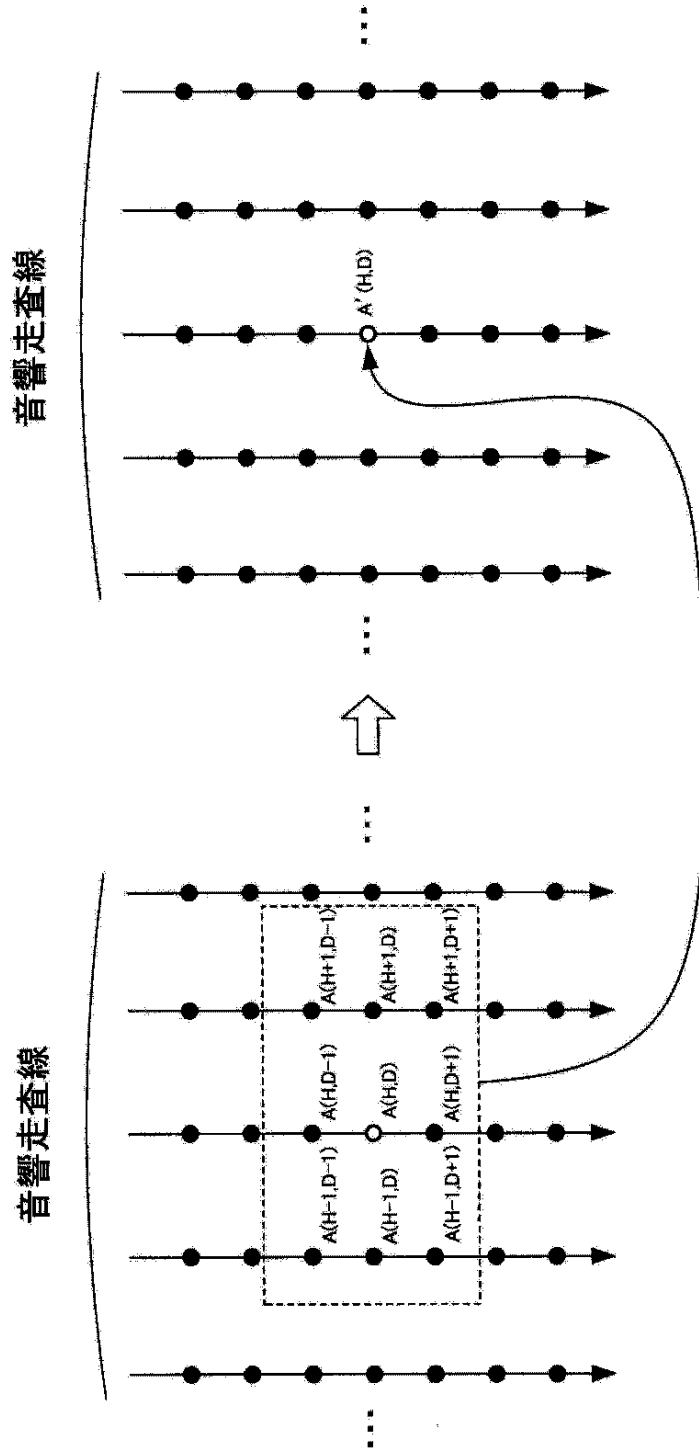 音響走査線
A(H-1,D-1)
A(H,D-1)
A(H+1,D-1)
A(H-1,D)
A(H,D)
A(H+1,D)
A(H-1,D+1)
A(H,D+1)
A(H+1,D+1)
音響走査線
A'(H,D)